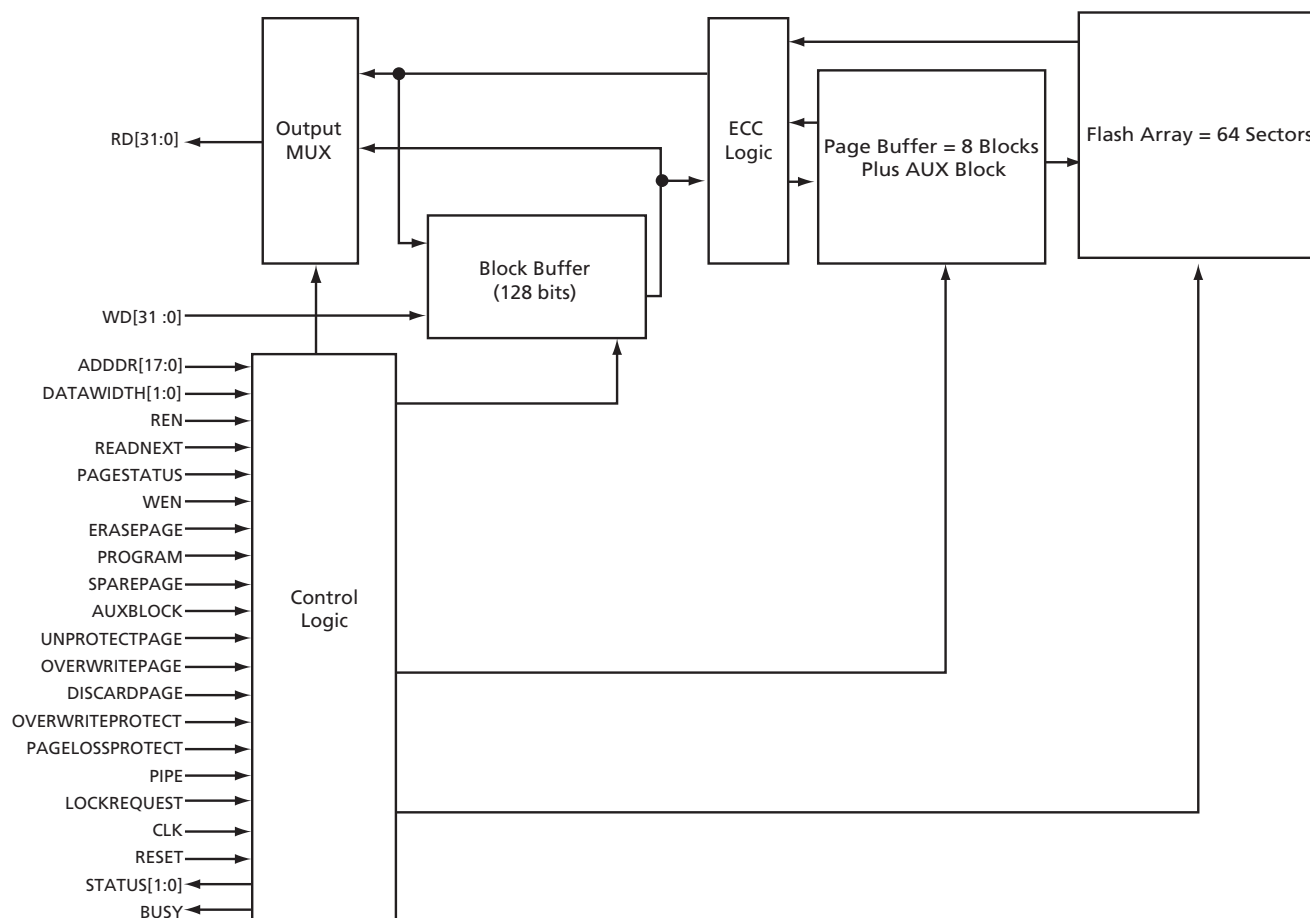 Output
MUX
RD[31:0]
ECC
Logic
Page Buffer = 8 Blocks
Plus AUX Block
Flash Array = 64 Sectors
Block Buffer
(128 bits)
WD[31 :0]
ADDDR[17:0]
DATAWIDTH[1:0]
REN
READNEXT
PAGESTATUS
WEN
ERASEPAGE
PROGRAM
SPAREPAGE
AUXBLOCK
UNPROTECTPAGE
OVERWRITEPAGE
DISCARDPAGE
OVERWRITEPROTECT
PAGELOSSPROTECT
PIPE
LOCKREQUEST
CLK
RESET
STATUS[1:0]
BUSY
Control
Logic